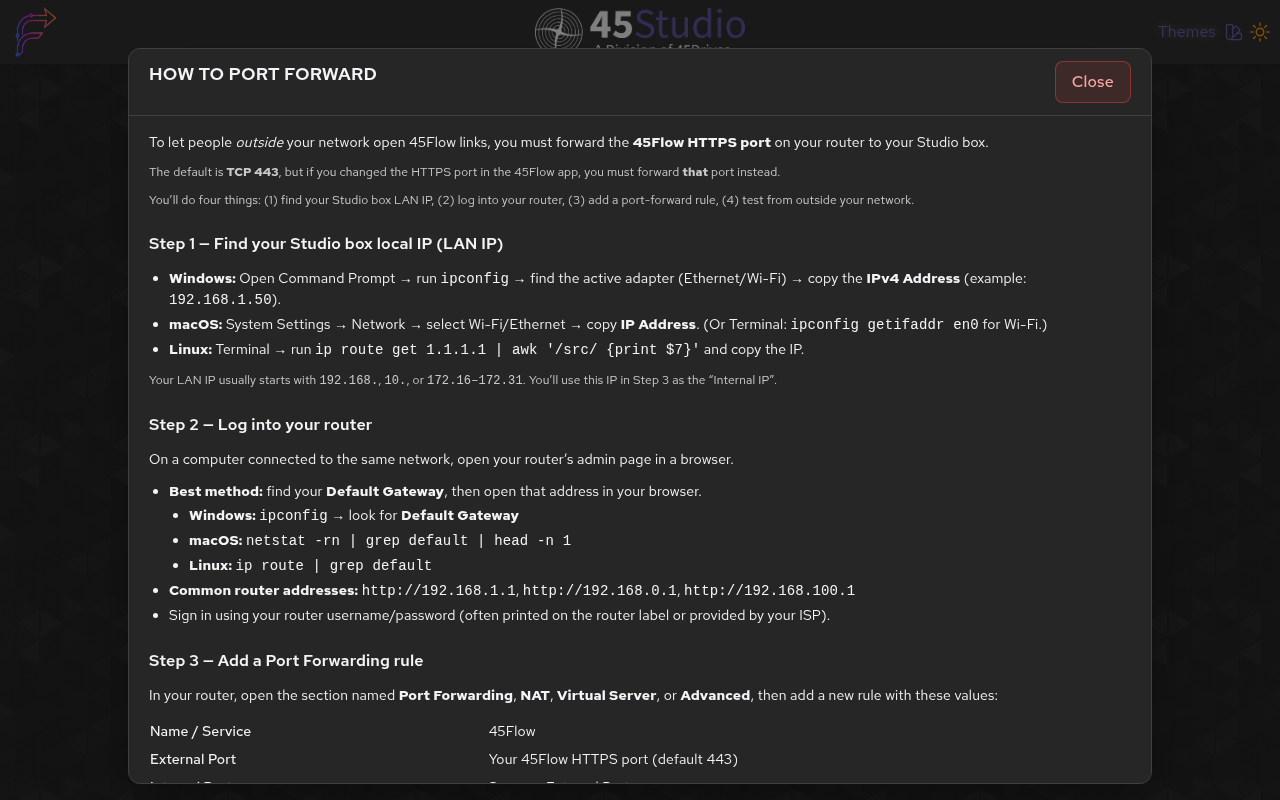 45Studio
HOW TO PORT FORWARD
Themes
Close
To let people outside your network open 45Flow links, you must forward the 45Flow HTTPS port on your router to your Studio box.
The default is TCP 443, but if you changed the HTTPS port in the 45Flow app, you must forward that port instead.
You’ll do four things: (1) find your Studio box LAN IP, (2) log into your router, (3) add a port-forward rule, (4) test from outside your network.
Step 1 — Find your Studio box local IP (LAN IP)
• Windows: Open Command Prompt → run ipconfig → find the active adapter (Ethernet/Wi-Fi) → copy the IPv4 Address (example:
192.168.1.50).
• macOS: System Settings → Network → select Wi-Fi/Ethernet → copy IP Address. (Or Terminal: ipconfig getifaddr en0 for Wi-Fi.)
• Linux: Terminal → run ip route get 1.1.1.1 | awk '/src/ {print $7}' and copy the IP.
Your LAN IP usually starts with 192.168., 10., or 172.16–172.31. You’ll use this IP in Step 3 as the “Internal IP”.
Step 2 — Log into your router
On a computer connected to the same network, open your router’s admin page in a browser.
• Best method: find your Default Gateway, then open that address in your browser.
• Windows: ipconfig → look for Default Gateway
• macOS: netstat -rn | grep default | head -n 1
• Linux: ip route | grep default
• Common router addresses: http://192.168.1.1, http://192.168.0.1, http://192.168.100.1
• Sign in using your router username/password (often printed on the router label or provided by your ISP).
Step 3 — Add a Port Forwarding rule
In your router, open the section named Port Forwarding, NAT, Virtual Server, or Advanced, then add a new rule with these values:
Name / Service 45Flow
External Port Your 45Flow HTTPS port (default 443)